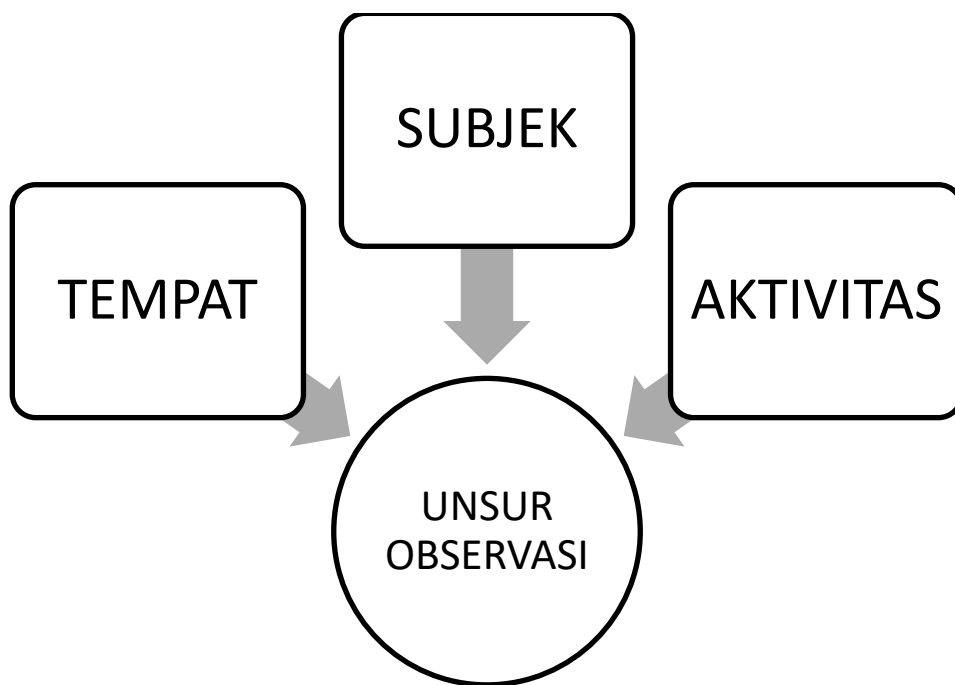 SUBJEK
TEMPAT
AKTIVITAS
UNSUR
OBSERVASI